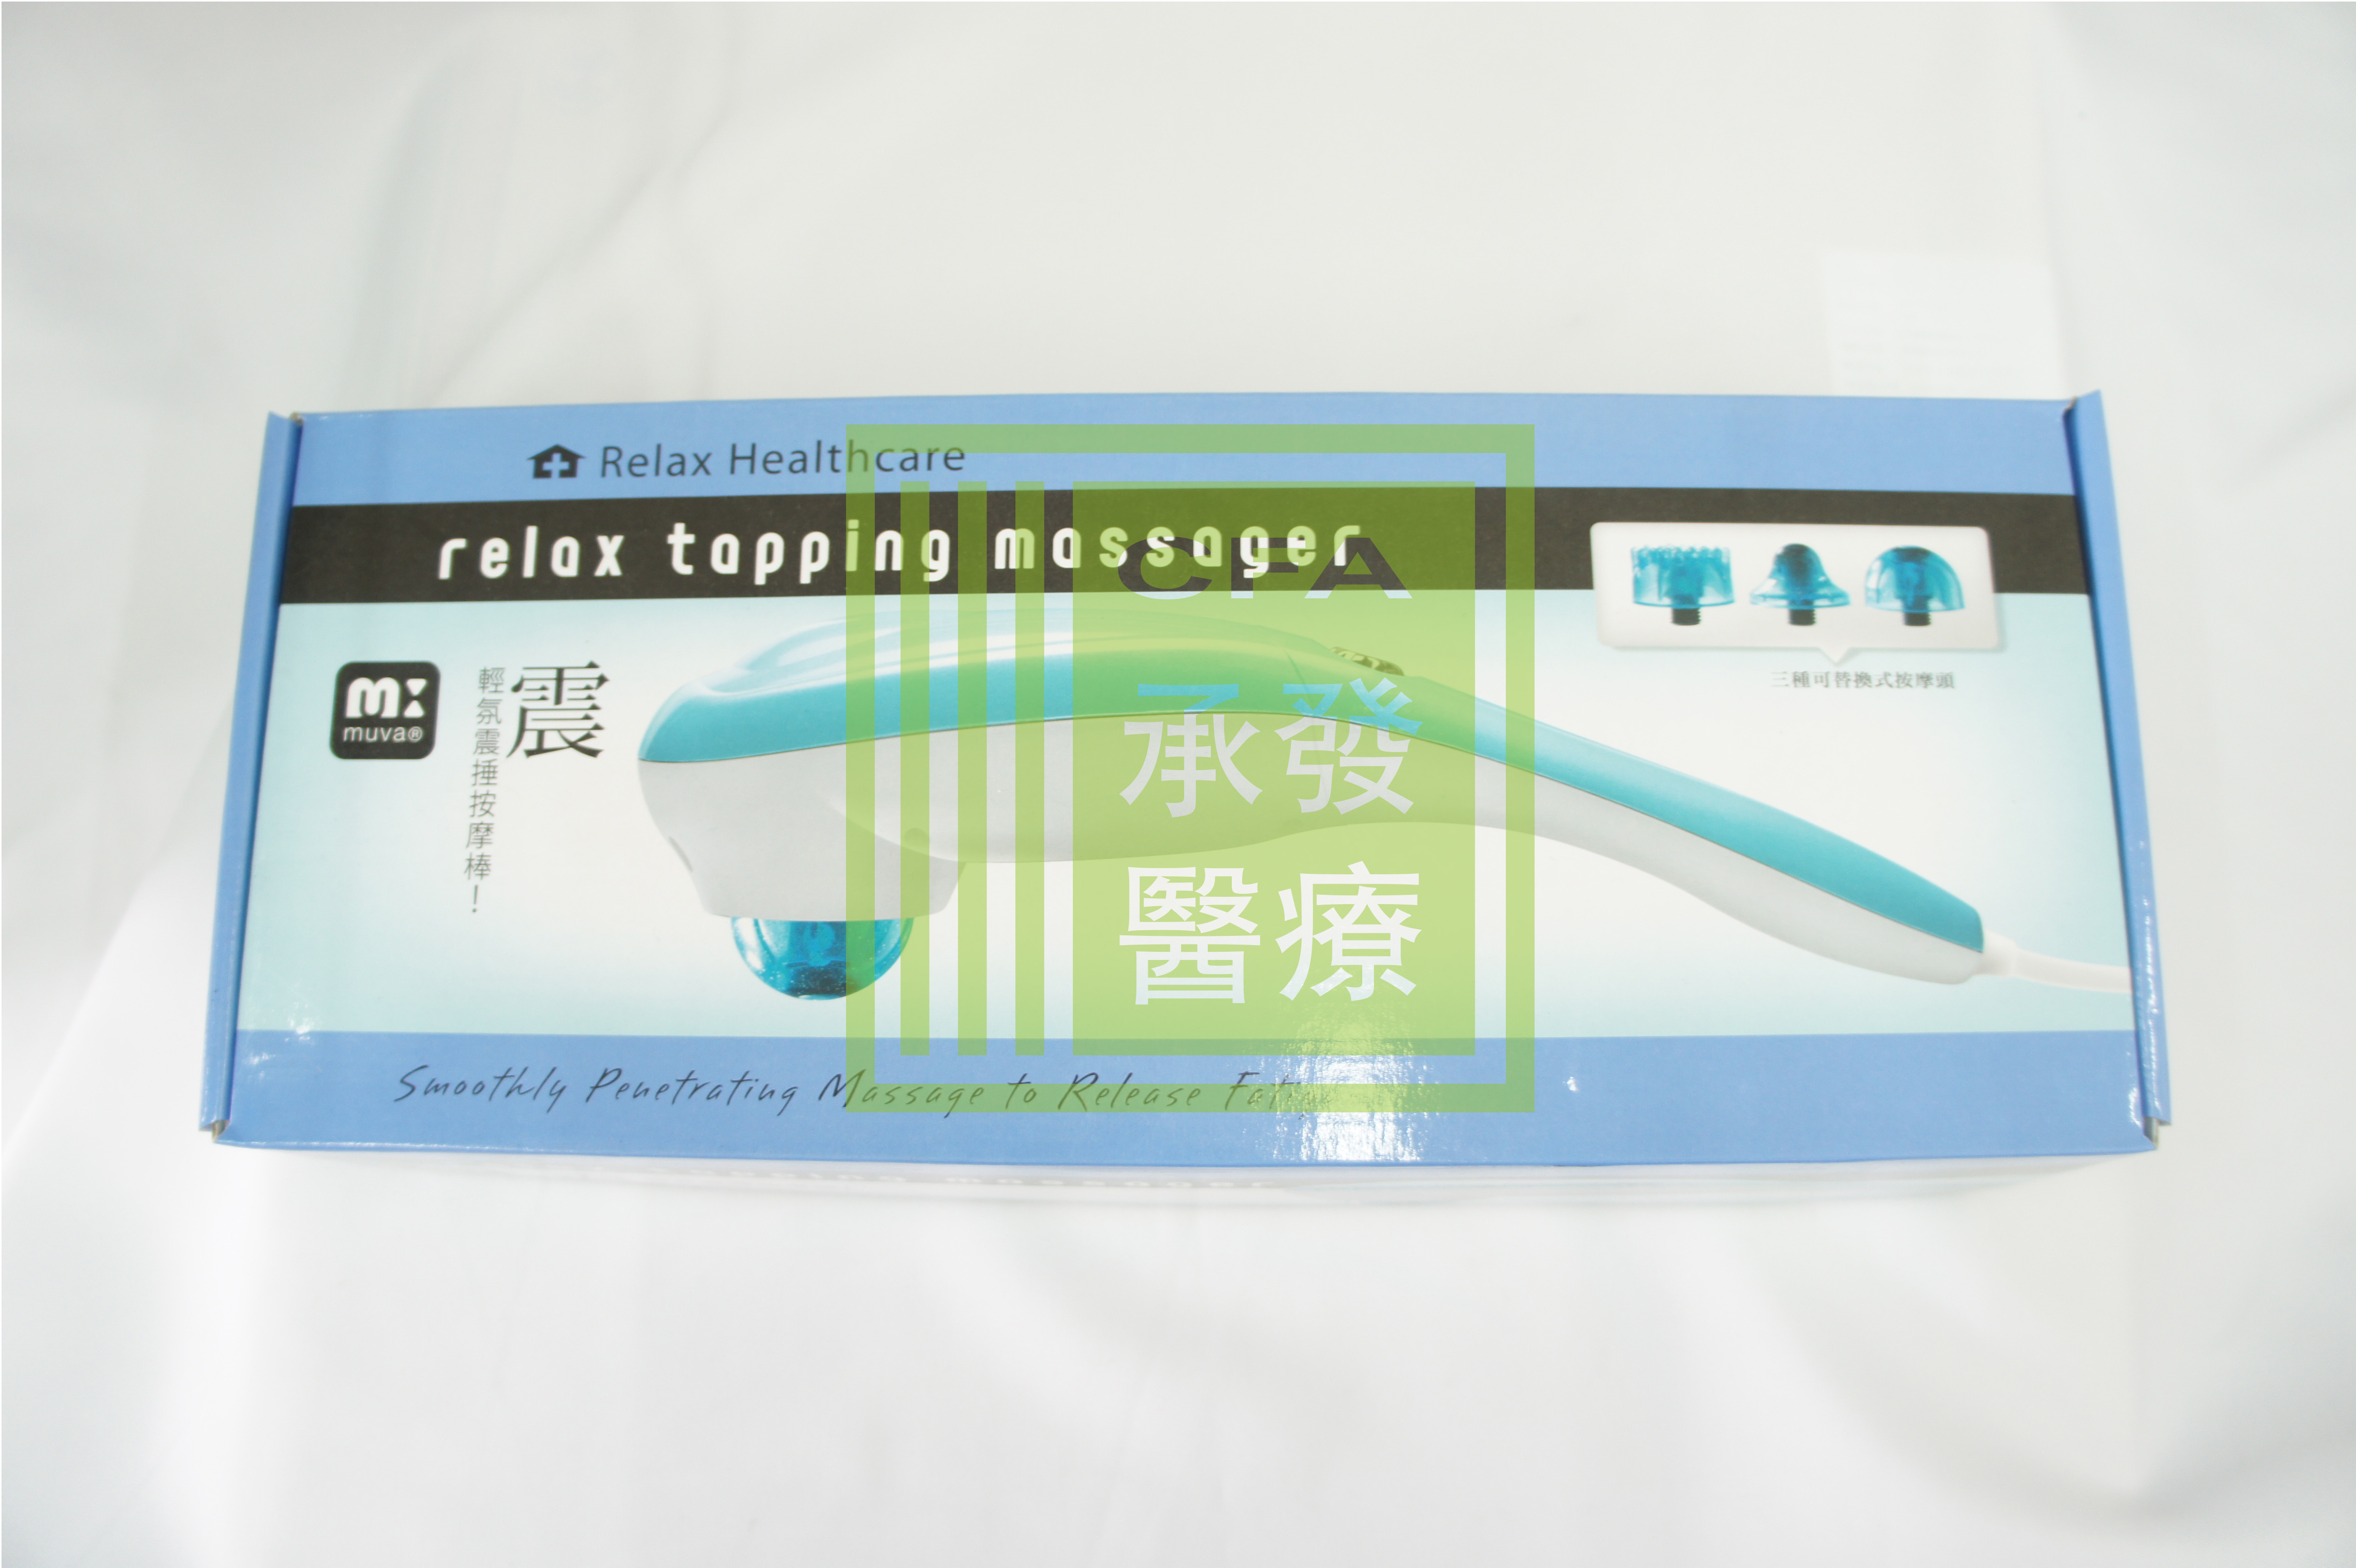 Relax Healthcare
relax tapping massager
CFA
三種可替換式按摩頭
m:
muva®
震
輕氛震捶按摩棒！
承發
醫療
Smoothly Penetrating Massage to Release